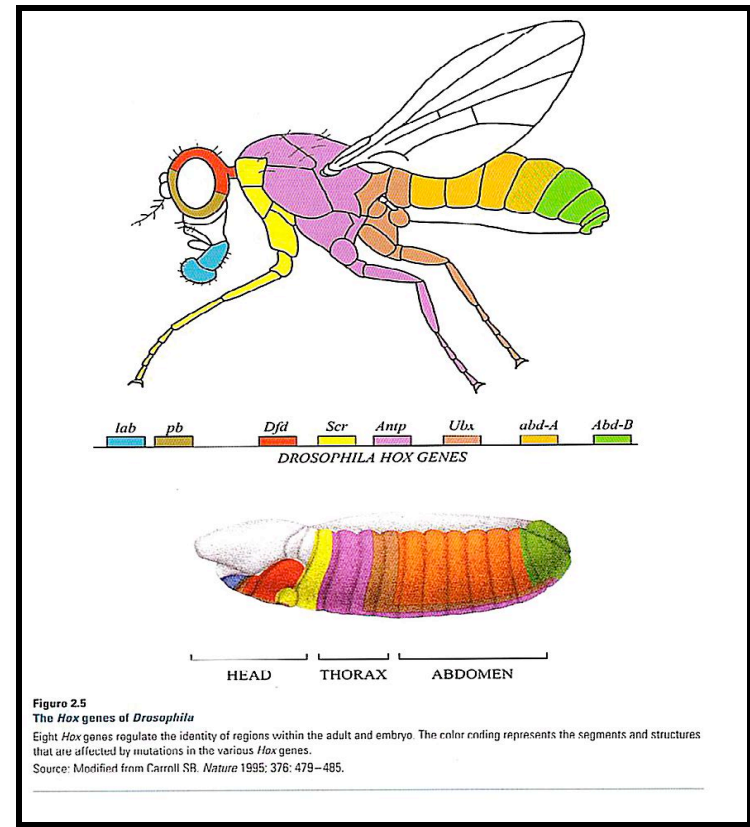 lab pb Dfd Scr Antp Ubx abd-A Abd-B
DROSOPHILA HOX GENES
HEAD THORAX ABDOMEN
Figure 2.5
The Hox genes of Drosophila
Eight Hox genes regulate the identity of regions within the adult and embryo. The color coding represents the segments and structures
that are affected by mutations in the various Hox genes.
Source: Modified from Carroll SB. Nature 1995; 376: 479–485.